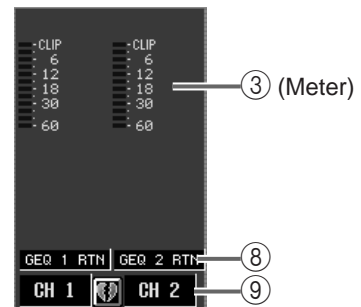 CLIP CLIP
6 6
12 12
18 18 ③ (Meter)
30 30
60 60
GEQ 1 RTN GEQ 2 RTN ⑧
CH 1 CH 2 ⑨